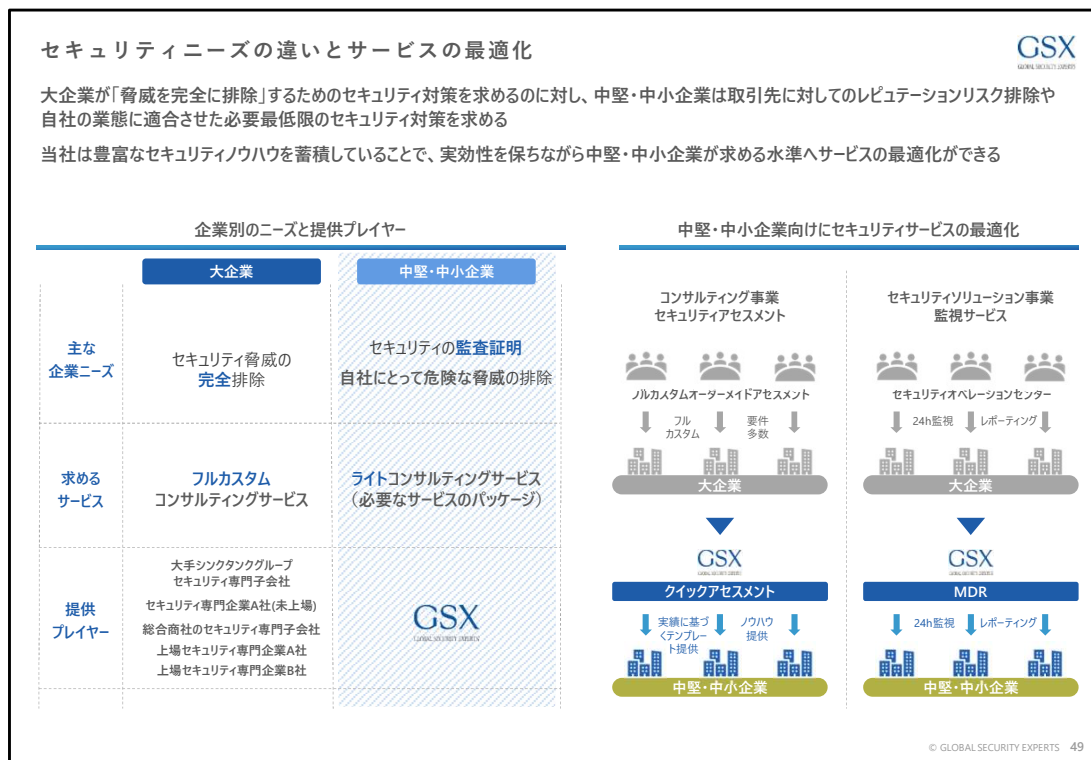 セキュリティニーズの違いとサービスの最適化
GSX
GLOBAL SECURITY EXPERTS
大企業が「脅威を完全に排除」するためのセキュリティ対策を求めるのに対し、中堅・中小企業は取引先に対してのレピュテーションリスク排除や
自社の業態に適合させた必要最低限のセキュリティ対策を求める
当社は豊富なセキュリティノウハウを蓄積していることで、実効性を保ちながら中堅・中小企業が求める水準へサービスの最適化ができる
企業別のニーズと提供プレイヤー
大企業
中堅・中小企業
主な
企業ニーズ
セキュリティ脅威の
完全排除
セキュリティの監査証明
自社にとって危険な脅威の排除
求める
サービス
フルカスタム
コンサルティングサービス
ライトコンサルティングサービス
（必要なサービスのパッケージ）
提供
プレイヤー
大手シンクタンクグループ
セキュリティ専門子会社
セキュリティ専門企業A社(未上場)
総合商社のセキュリティ専門子会社
上場セキュリティ専門企業A社
上場セキュリティ専門企業B社
GSX
GLOBAL SECURITY EXPERTS
中堅・中小企業向けにセキュリティサービスの最適化
コンサルティング事業
セキュリティアセスメント
フルカスタムオーダーメイドアセスメント
フル
カスタム
要件
多数
大企業
GSX
GLOBAL SECURITY EXPERTS
クイックアセスメント
実績に基づ
くテンプレー
ト提供
ノウハウ
提供
中堅・中小企業
セキュリティソリューション事業
監視サービス
セキュリティオペレーションセンター
24h監視
レポーティング
大企業
GSX
GLOBAL SECURITY EXPERTS
MDR
24h監視
レポーティング
中堅・中小企業
© GLOBAL SECURITY EXPERTS 49